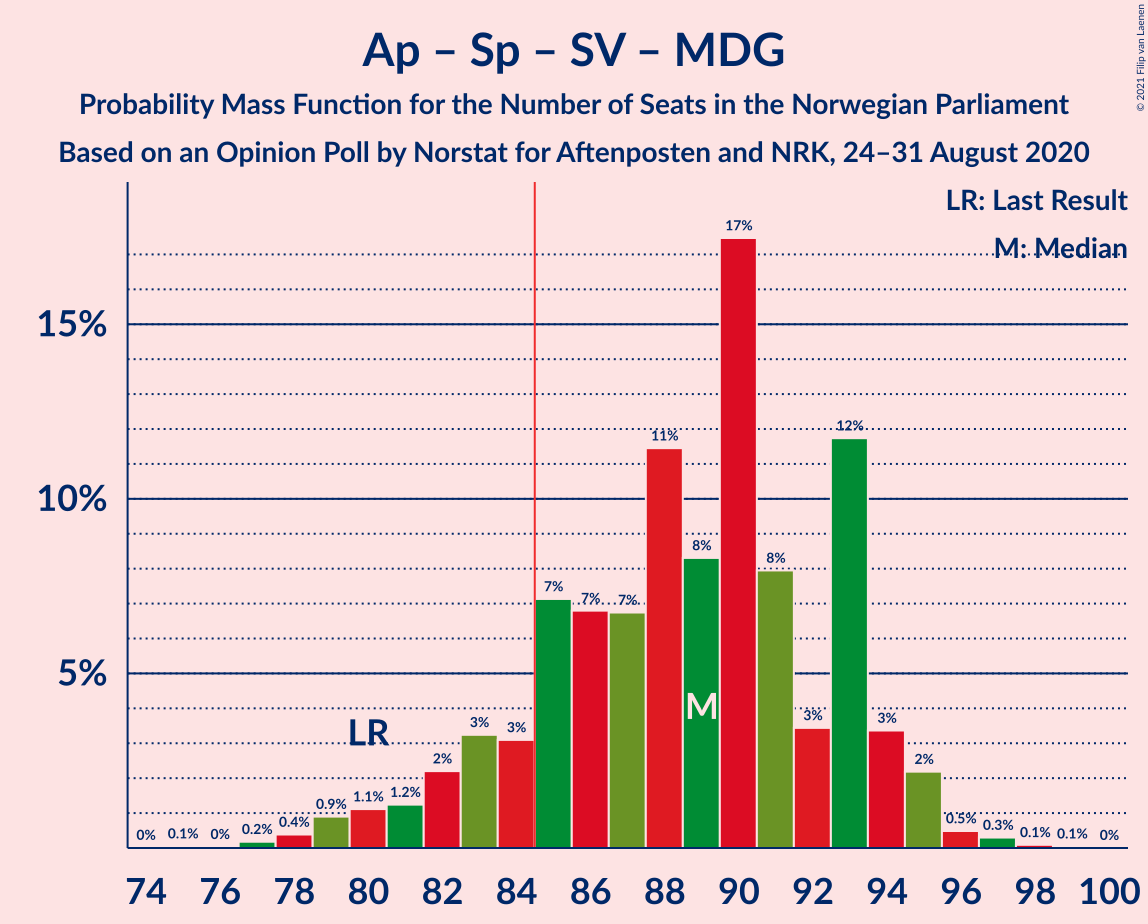 Ap – Sp – SV – MDG
Probability Mass Function for the Number of Seats in the Norwegian Parliament
Based on an Opinion Poll by Norstat for Aftenposten and NRK, 24–31 August 2020
© 2021 Filip van Laenen
LR: Last Result
M: Median
15%
10%
5%
0% 0.1% 0% 0.2% 0.4% 0.9% 1.1% 1.2% 2% 3% 3% 7% 7% 7% 11% 8% 17% 8% 3% 12% 3% 2% 0.5% 0.3% 0.1% 0.1% 0%
LR
M
74 76 78 80 82 84 86 88 90 92 94 96 98 100